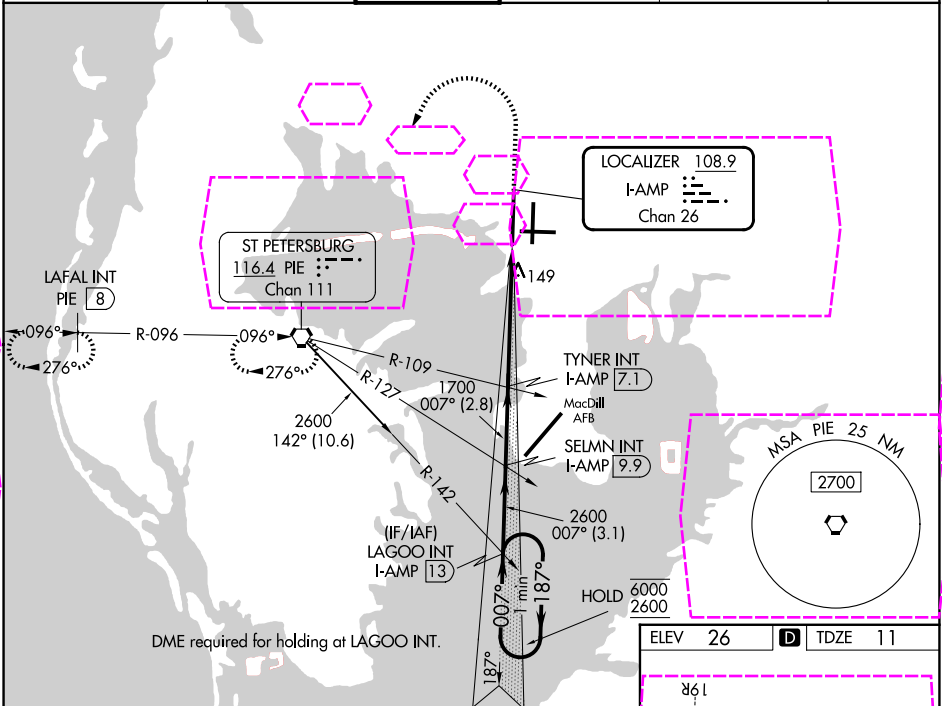 LOCALIZER 108.9
I-AMP
Chan 26
ST PETERSBURG
116.4 PIE
Chan 111
LAFAL INT
PIE 8
149
096°
R-096
096°
276°
276°
R-109
TYNER INT
I-AMP 7.1
R-127
1700
007° (2.8)
MacDill
AFB
2600
142° (10.6)
SELMN INT
I-AMP 9.9
MSA PIE 25 NM
2700
R-142
2600
007° (3.1)
(IF/IAF)
LAGOO INT
I-AMP 13
007°
1 min
187°
HOLD 6000
2600
DME required for holding at LAGOO INT.
187°
ELEV 26 D TDZE 11
19R